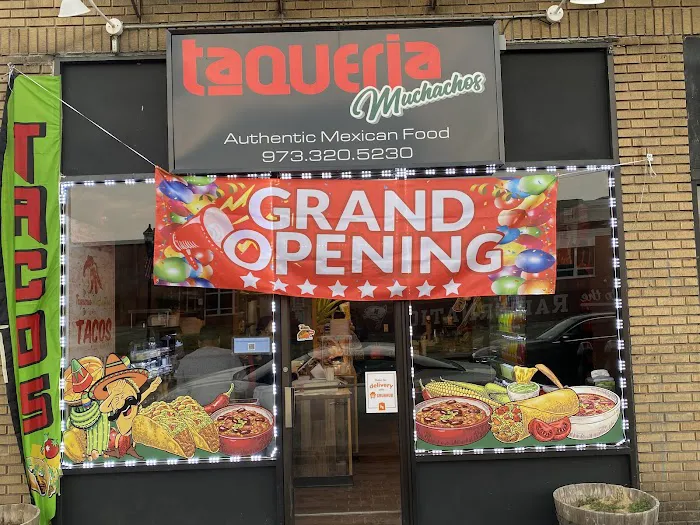 taqueria
Muchachos
Authentic Mexican Food
973.320.5230
GRAND
OPENING
TACOS
TACOS
delivery